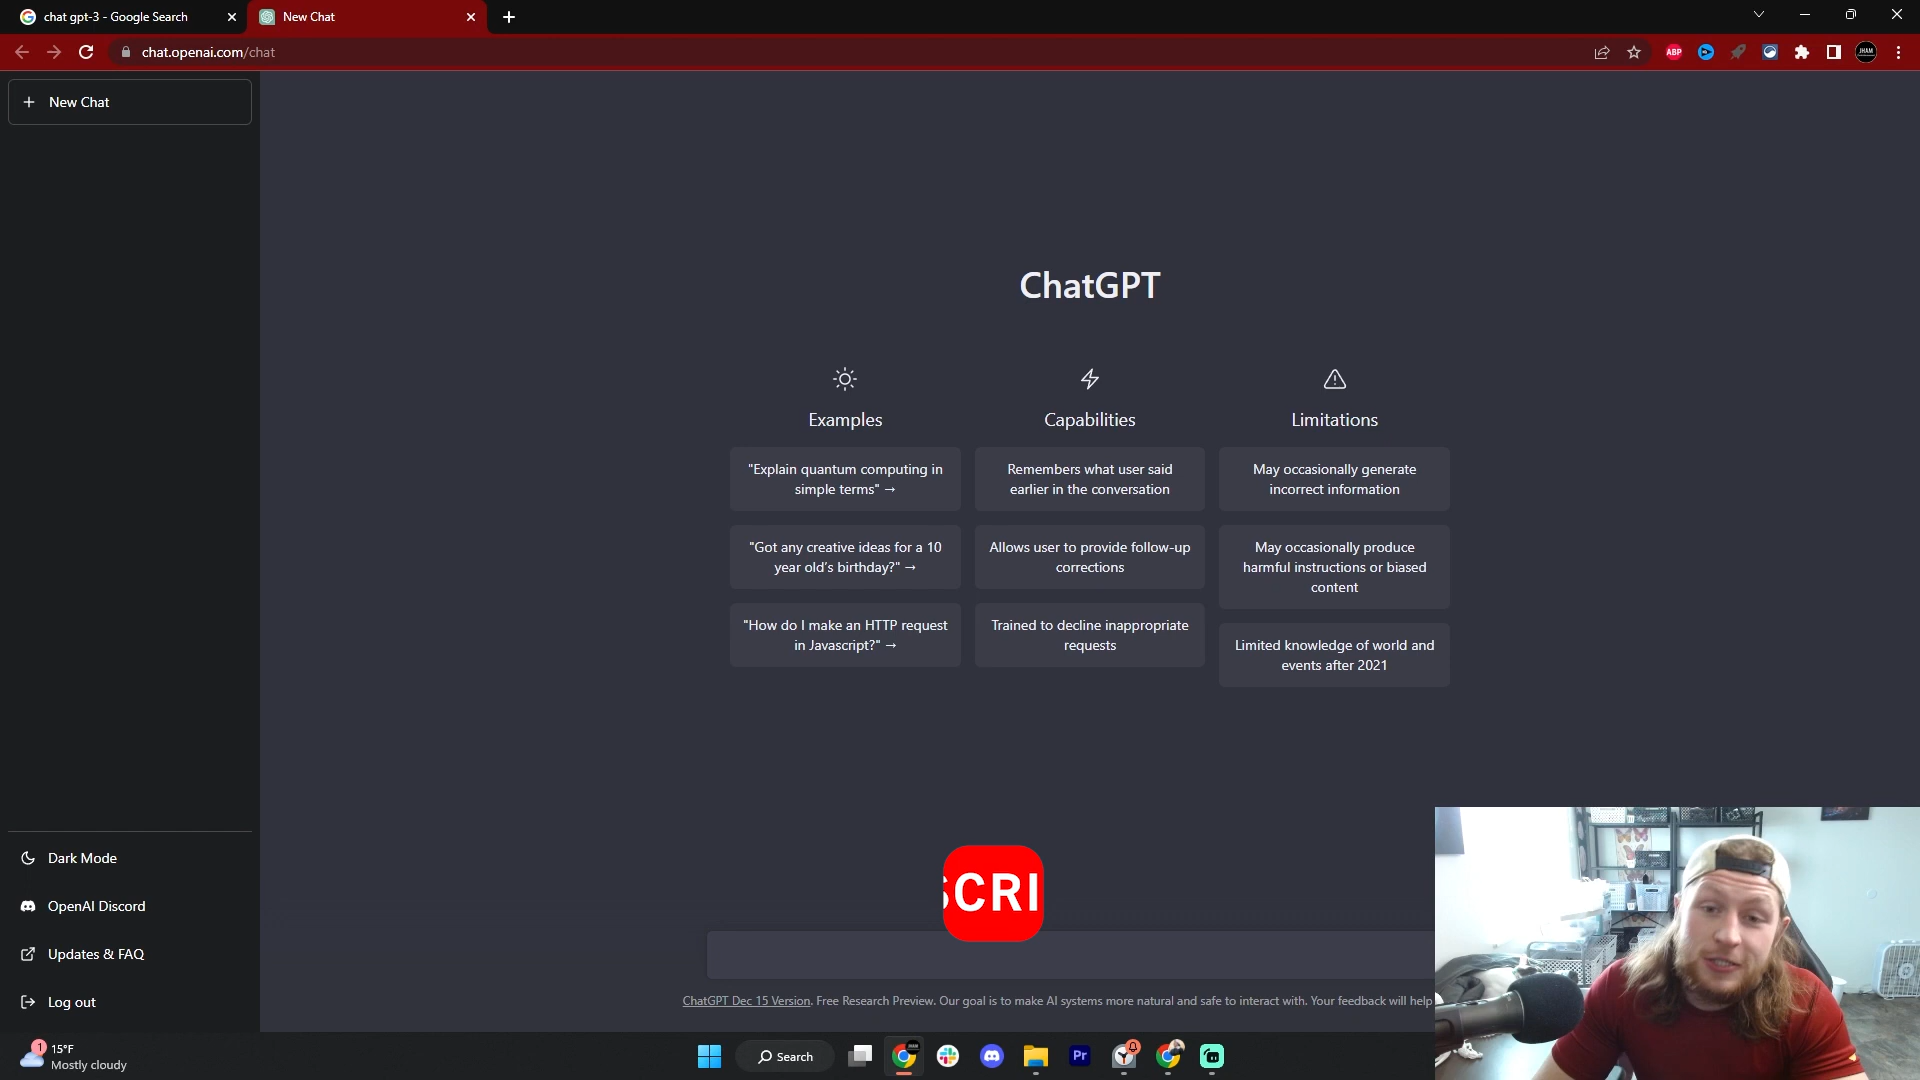 chat gpt-3 - Google Search
New Chat
chat.openai.com/chat
ABP
JHAM
New Chat
ChatGPT
Examples
Capabilities
Limitations
"Explain quantum computing in
simple terms" →
Remembers what user said
earlier in the conversation
May occasionally generate
incorrect information
"Got any creative ideas for a 10
year old's birthday?" →
Allows user to provide follow-up
corrections
May occasionally produce
harmful instructions or biased
content
"How do I make an HTTP request
in Javascript?" →
Trained to decline inappropriate
requests
Limited knowledge of world and
events after 2021
Dark Mode
OpenAI Discord
Updates & FAQ
Log out
SCRI
ChatGPT Dec 15 Version. Free Research Preview. Our goal is to make AI systems more natural and safe to interact with. Your feedback will help
1
15°F
Mostly cloudy
Search
Pr